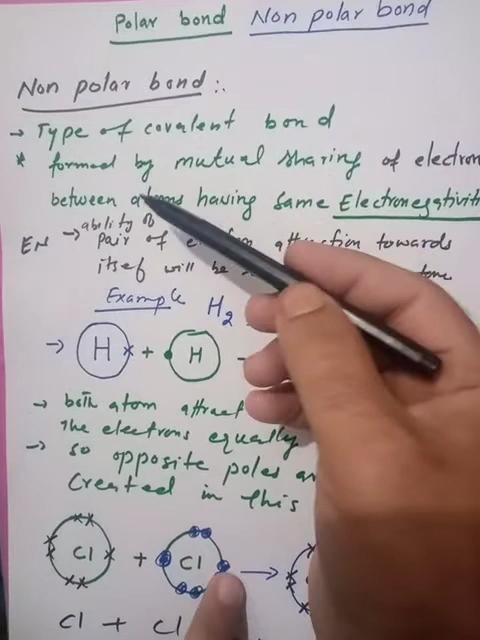 Polar bond Non polar bond
Non polar bond :.
→ Type of covalent bond
* formed by mutual sharing of electron
between atoms having same Electronegativiti
EN → ability of
pair of attraction towards
itself will be
Example H2
→ H × + • H
→ both atom attract
The electrons equally
→ so opposite poles
Created in this
Cl + Cl →
Cl + Cl